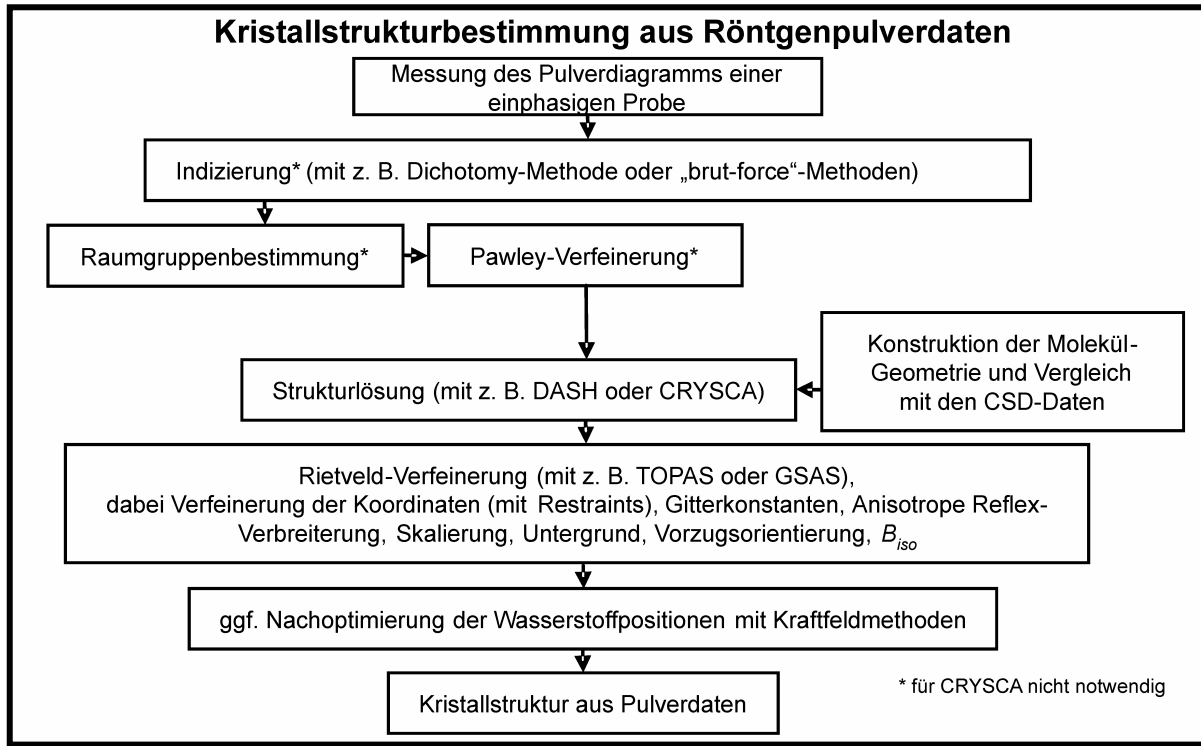 Kristallstrukturbestimmung aus Röntgenpulverdaten
Messung des Pulverdiagramms einer
einphasigen Probe
Indizierung* (mit z. B. Dichotomy-Methode oder „brut-force“-Methoden)
Raumgruppenbestimmung*
Pawley-Verfeinerung*
Konstruktion der Molekül-
Geometrie und Vergleich
mit den CSD-Daten
Strukturlösung (mit z. B. DASH oder CRYSCA)
Rietveld-Verfeinerung (mit z. B. TOPAS oder GSAS),
dabei Verfeinerung der Koordinaten (mit Restraints), Gitterkonstanten, Anisotrope Reflex-
Verbreiterung, Skalierung, Untergrund, Vorzugsorientierung, Biso
ggf. Nachoptimierung der Wasserstoffpositionen mit Kraftfeldmethoden
Kristallstruktur aus Pulverdaten
* für CRYSCA nicht notwendig